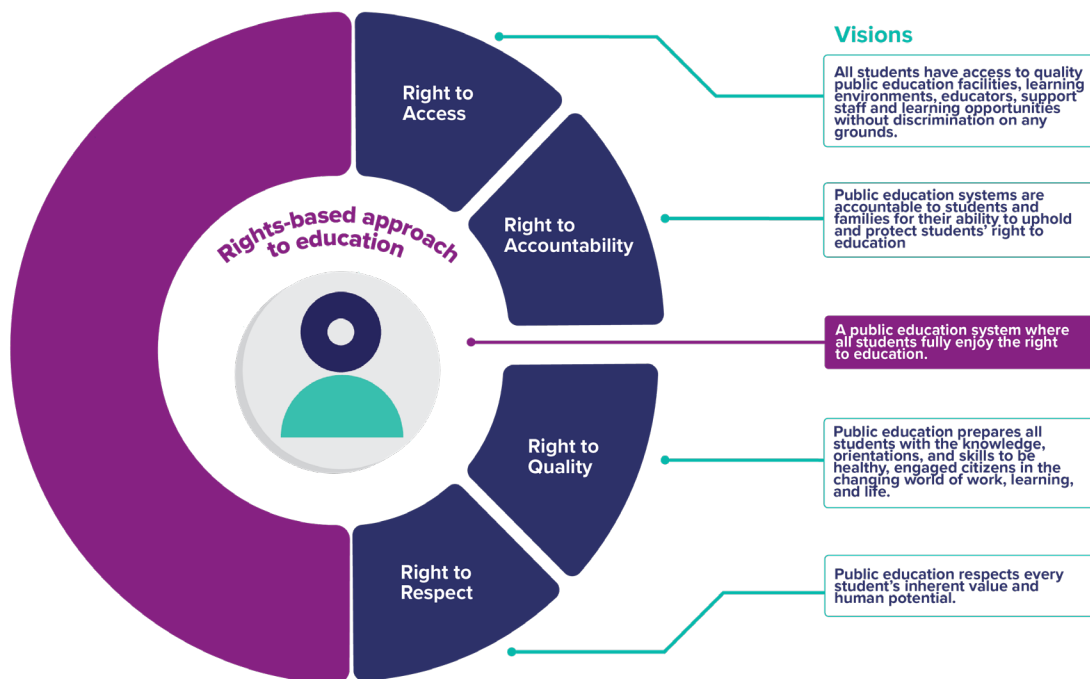 Visions
Right to
Access
All students have access to quality
public education facilities, learning
environments, educators, support
staff and learning opportunities
without discrimination on any
grounds.
Right to
Accountability
Public education systems are
accountable to students and
families for their ability to uphold
and protect students’ right to
education
Rights-based approach
to education
A public education system where
all students fully enjoy the right
to education.
Right to
Quality
Public education prepares all
students with the knowledge,
orientations, and skills to be
healthy, engaged citizens in the
changing world of work, learning,
and life.
Right to
Respect
Public education respects every
student’s inherent value and
human potential.